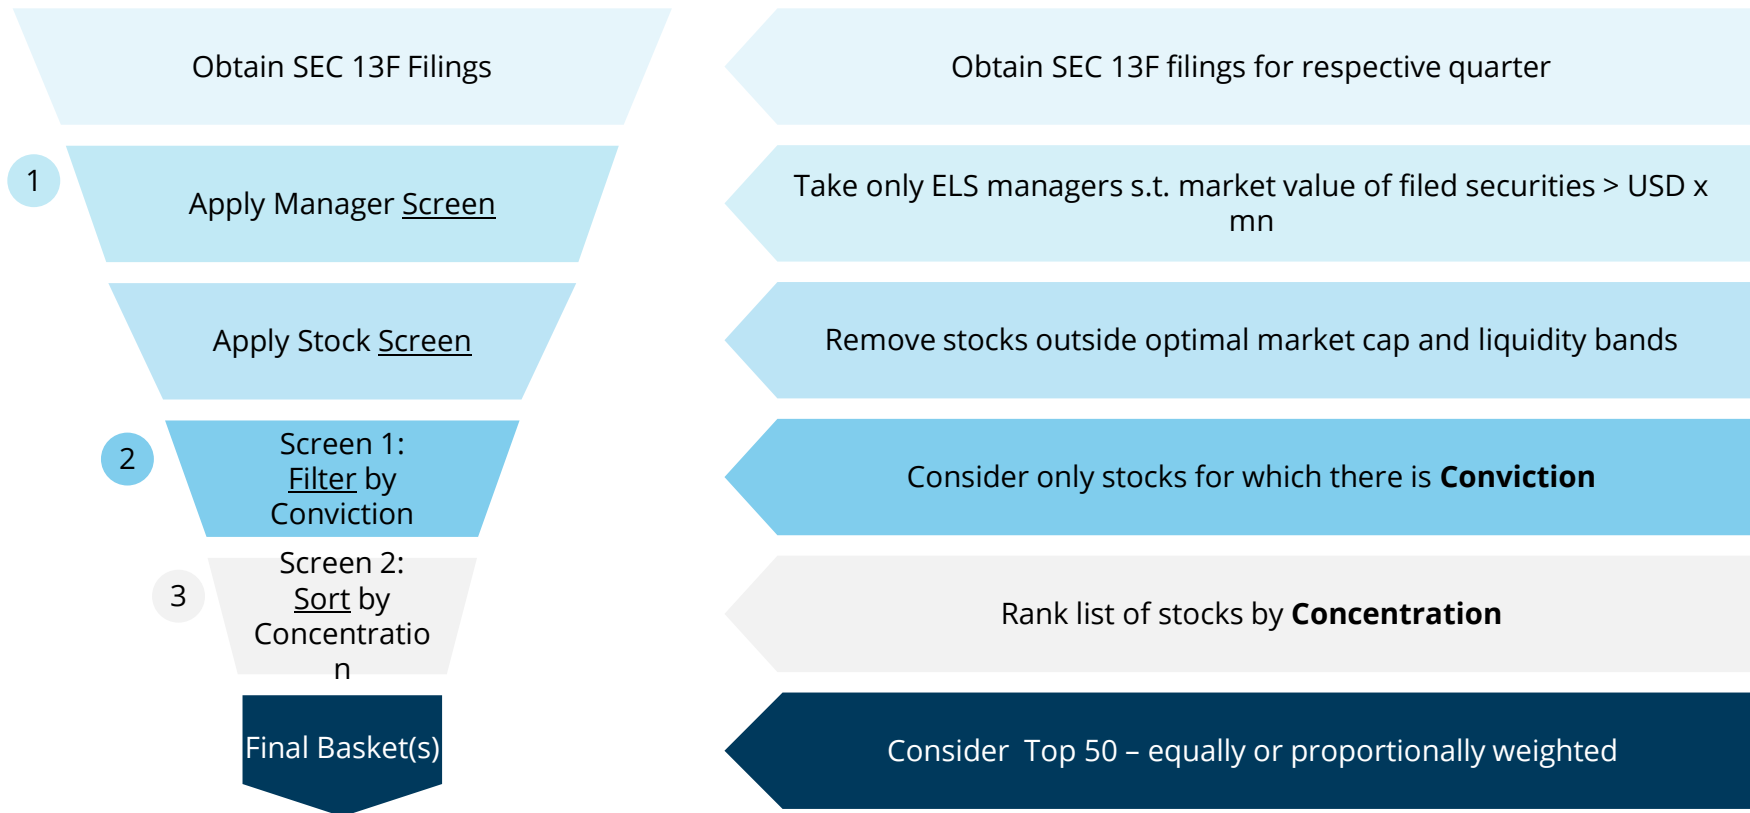 Obtain SEC 13F Filings
Obtain SEC 13F filings for respective quarter
1
Apply Manager Screen
Take only ELS managers s.t. market value of filed securities > USD x
mn
Apply Stock Screen
Remove stocks outside optimal market cap and liquidity bands
2
Screen 1:
Filter by
Conviction
Consider only stocks for which there is Conviction
3
Screen 2:
Sort by
Concentratio
n
Rank list of stocks by Concentration
Final Basket(s)
Consider  Top 50 – equally or proportionally weighted